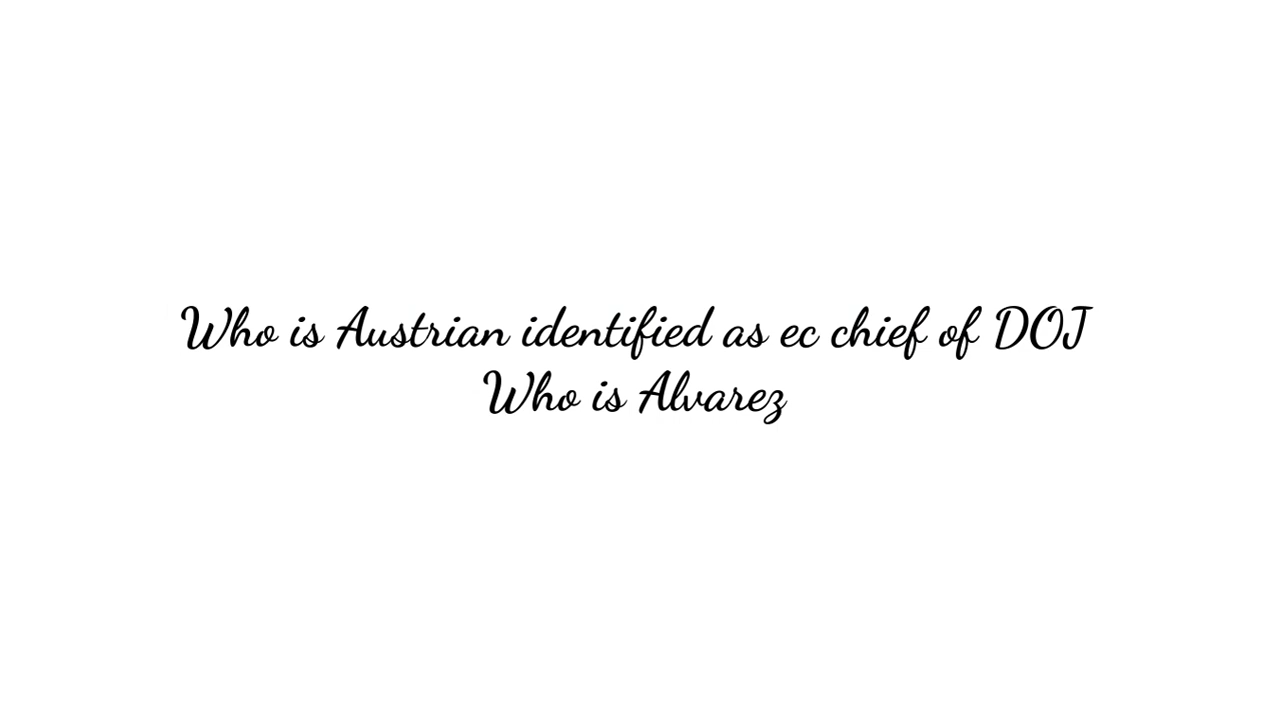 Who is Austrian identified as ec chief of DOJ
Who is Alvarez